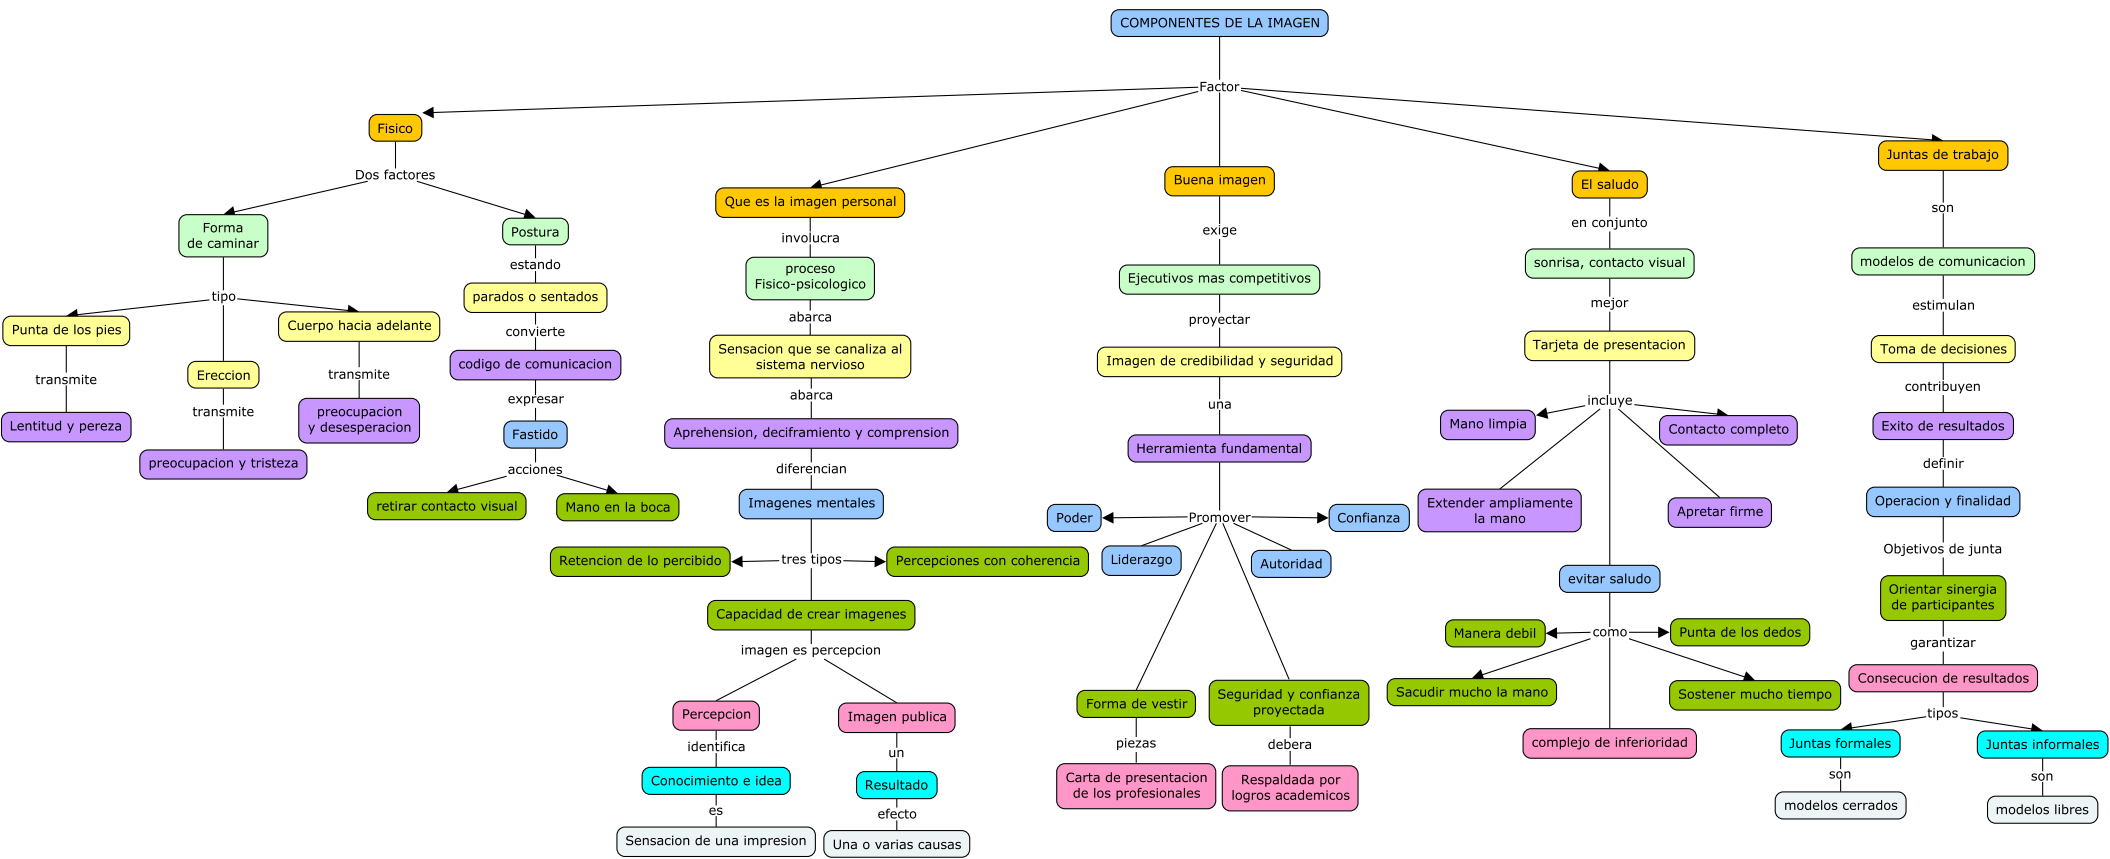 COMPONENTES DE LA IMAGEN
Factor
Fisico
Dos factores
Forma
de caminar
tipo
Punta de los pies
transmite
Lentitud y pereza
Ereccion
transmite
preocupacion y tristeza
Cuerpo hacia adelante
transmite
preocupacion
y desesperacion
Postura
estando
parados o sentados
convierte
codigo de comunicacion
expresar
Fastido
acciones
retirar contacto visual
Mano en la boca
Que es la imagen personal
involucra
proceso
Fisico-psicologico
abarca
Sensacion que se canaliza al
sistema nervioso
abarca
Aprehension, deciframiento y comprension
diferencian
Imagenes mentales
tres tipos
Retencion de lo percibido
Percepciones con coherencia
Capacidad de crear imagenes
imagen es percepcion
Percepcion
identifica
Conocimiento e idea
es
Sensacion de una impresion
Imagen publica
un
Resultado
efecto
Una o varias causas
Buena imagen
exige
Ejecutivos mas competitivos
proyectar
Imagen de credibilidad y seguridad
una
Herramienta fundamental
Promover
Poder
Liderazgo
Autoridad
Confianza
Forma de vestir
piezas
Carta de presentacion
de los profesionales
Seguridad y confianza
proyectada
debera
Respaldada por
logros academicos
El saludo
en conjunto
sonrisa, contacto visual
mejor
Tarjeta de presentacion
incluye
Mano limpia
Contacto completo
Extender ampliamente
la mano
Apretar firme
evitar saludo
como
Manera debil
Punta de los dedos
Sacudir mucho la mano
Sostener mucho tiempo
complejo de inferioridad
Juntas de trabajo
son
modelos de comunicacion
estimulan
Toma de decisiones
contribuyen
Exito de resultados
definir
Operacion y finalidad
Objetivos de junta
Orientar sinergia
de participantes
garantizar
Consecucion de resultados
tipos
Juntas formales
son
modelos cerrados
Juntas informales
son
modelos libres